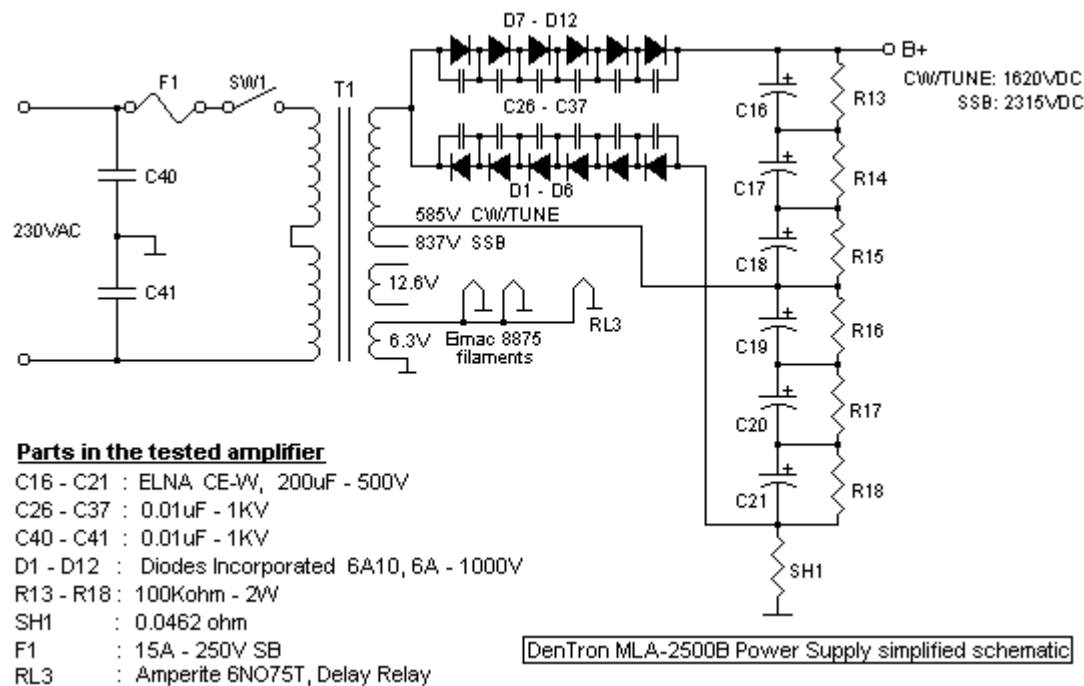 D7 - D12
B+
CW/TUNE: 1620VDC
SSB: 2315VDC
F1
SW1
T1
C26 - C37
C16
R13
C40
D1 - D6
C17
R14
230VAC
585V CW/TUNE
837V SSB
C18
R15
C41
12.6V
RL3
6.3V
Eimac 8875
filaments
C19
R16
C20
R17
C21
R18
SH1
Parts in the tested amplifier
C16 - C21 : ELNA CE-W, 200uF - 500V
C26 - C37 : 0.01uF - 1KV
C40 - C41 : 0.01uF - 1KV
D1 - D12 : Diodes Incorporated 6A10, 6A - 1000V
R13 - R18 : 100Kohm - 2W
SH1 : 0.0462 ohm
F1 : 15A - 250V SB
RL3 : Amperite 6NO75T, Delay Relay
DenTron MLA-2500B Power Supply simplified schematic